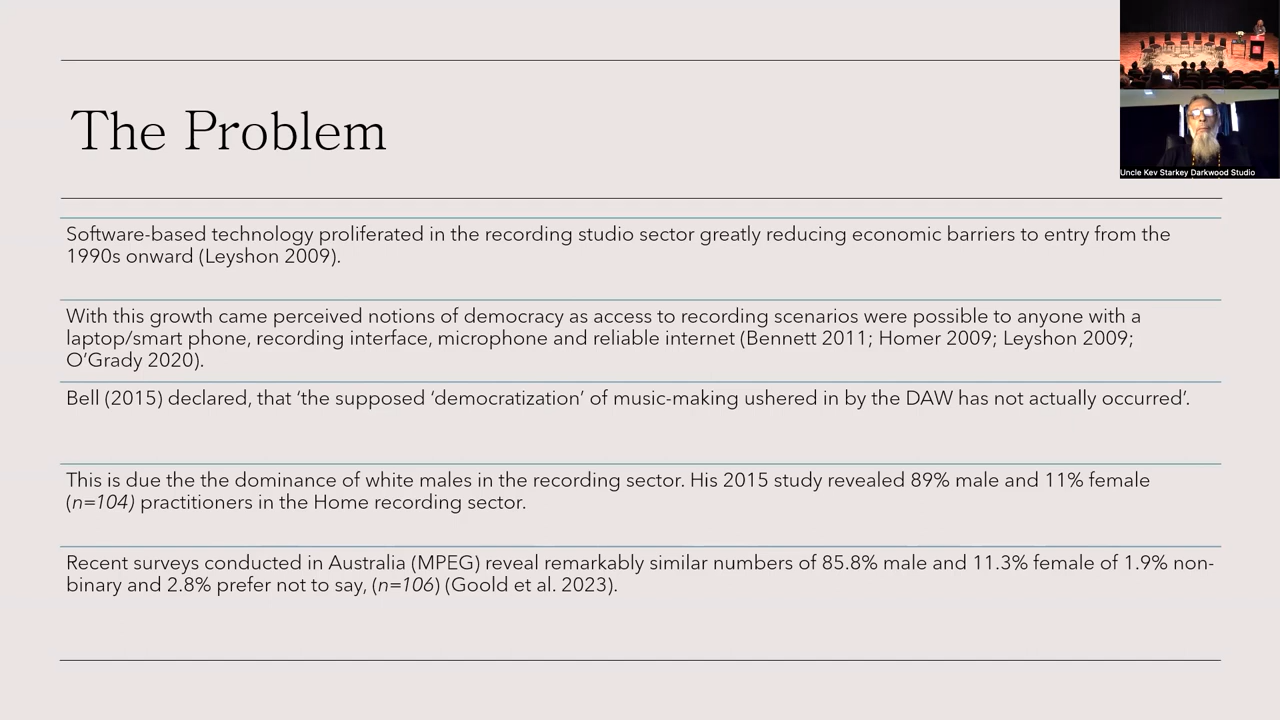 The Problem
Uncle Kev Starkey Darkwood Studio
Software-based technology proliferated in the recording studio sector greatly reducing economic barriers to entry from the
1990s onward (Leyshon 2009).
With this growth came perceived notions of democracy as access to recording scenarios were possible to anyone with a
laptop/smart phone, recording interface, microphone and reliable internet (Bennett 2011; Homer 2009; Leyshon 2009;
O’Grady 2020).
Bell (2015) declared, that ‘the supposed ‘democratization’ of music-making ushered in by the DAW has not actually occurred’.
This is due the the dominance of white males in the recording sector. His 2015 study revealed 89% male and 11% female
(n=104) practitioners in the Home recording sector.
Recent surveys conducted in Australia (MPEG) reveal remarkably similar numbers of 85.8% male and 11.3% female of 1.9% non-
binary and 2.8% prefer not to say, (n=106) (Goold et al. 2023).